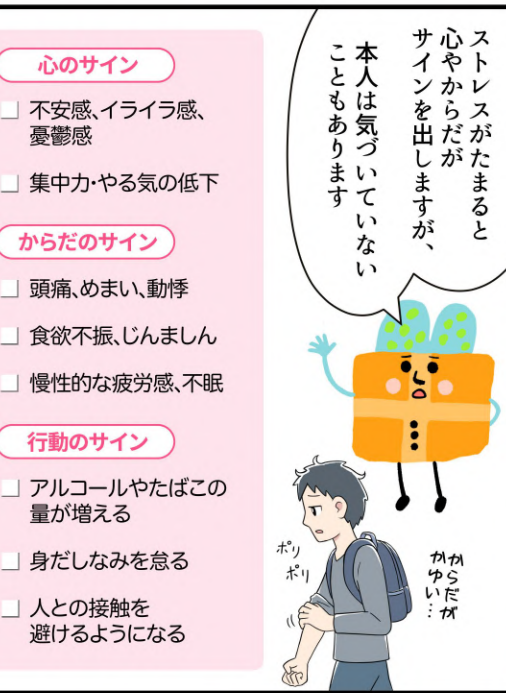 ストレスがたまると
心やからだが
サインを出しますが、
本人は気づいていない
こともあります
心のサイン
不安感、イライラ感、
憂鬱感
集中力・やる気の低下
からだのサイン
頭痛、めまい、動悸
食欲不振、じんましん
慢性的な疲労感、不眠
行動のサイン
アルコールやたばこの
量が増える
身だしなみを怠る
人との接触を
避けるようになる
ポリ
ポリ
からだが
かゆい…